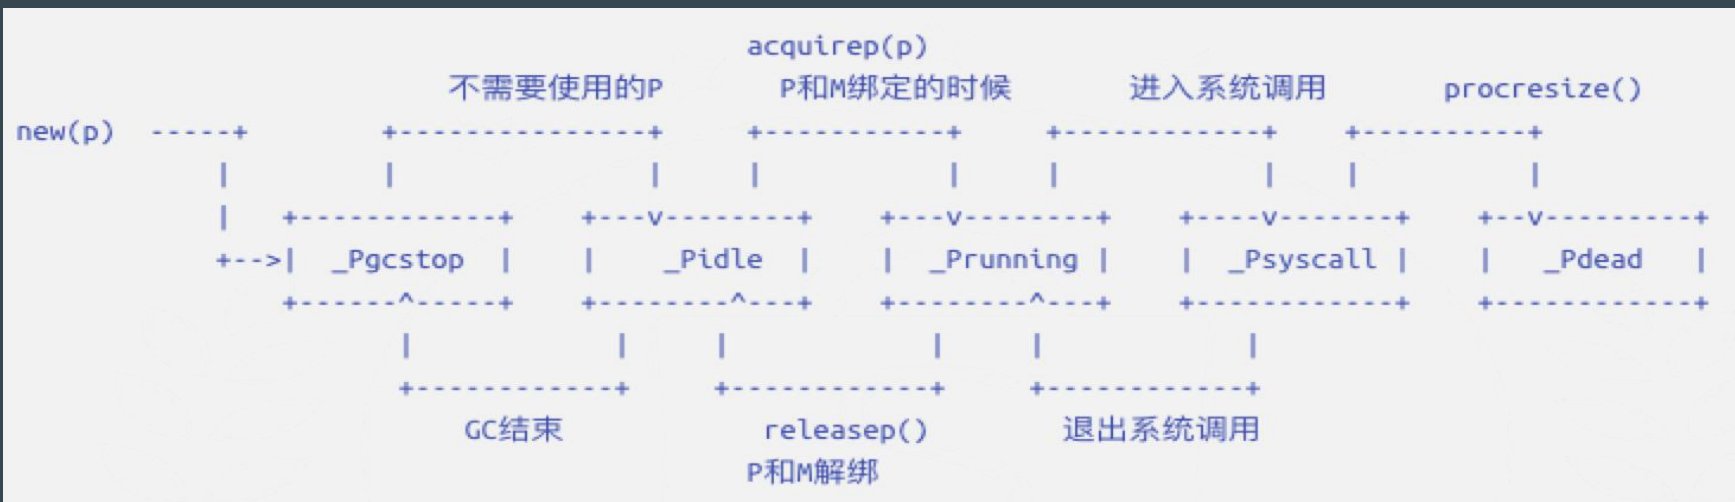 acquirep(p)
不需要使用的P P和M绑定的时候 进入系统调用 procresize()
new(p) -----+ +---------------+ +-----------+ +------------+ +----------+
| | | | | | | | |
| +------------+ +---v--------+ +---v--------+ +----v-------+ +--v---------+
+-->| _Pgcstop | | _Pidle | | _Prunning | | _Psyscall | | _Pdead |
+------^-----+ +--------^---+ +--------^---+ +------------+ +------------+
| | | | | |
+------------+ +------------+ +------------+
GC结束 releasep() 退出系统调用
P和M解绑